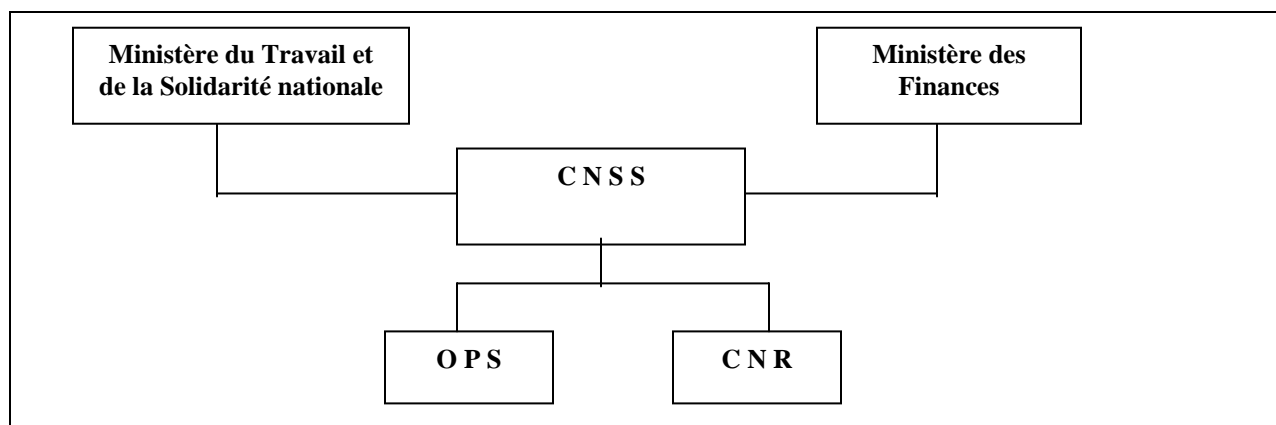 Ministère du Travail et
de la Solidarité nationale
Ministère des
Finances
C N S S
O P S
C N R